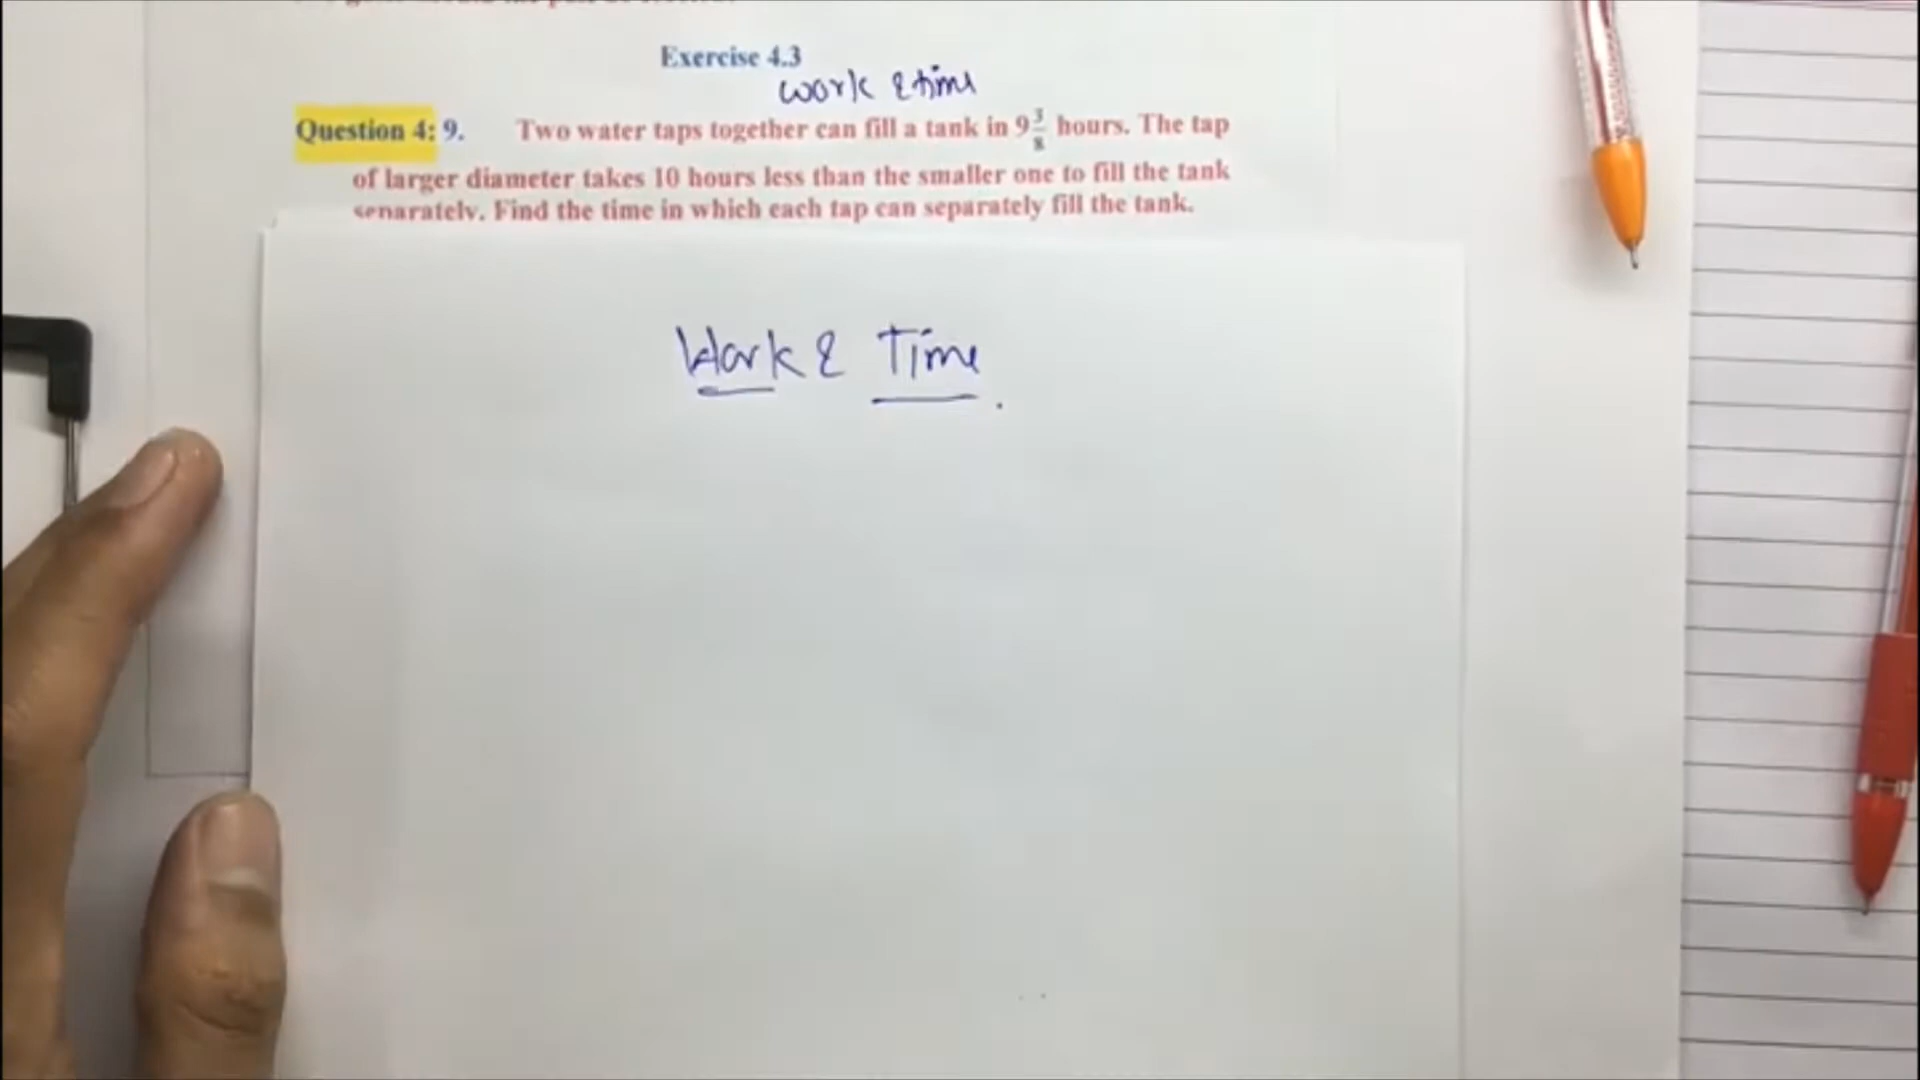 Exercise 4.3
work & time
Question 4: 9. Two water taps together can fill a tank in 9 3/8 hours. The tap
of larger diameter takes 10 hours less than the smaller one to fill the tank
separately. Find the time in which each tap can separately fill the tank.
Work & Time.